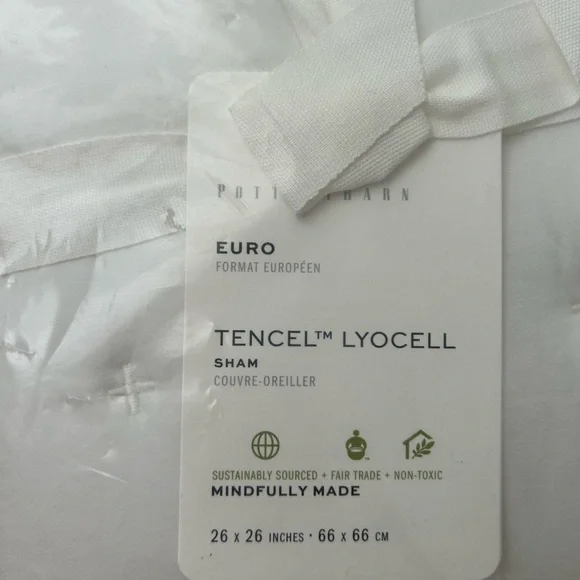 EURO
FORMAT EUROPÉEN
TENCEL™ LYOCELL
SHAM
COUVRE-OREILLER
SUSTAINABLY SOURCED + FAIR TRADE + NON-TOXIC
MINDFULLY MADE
26 x 26 INCHES · 66 x 66 CM